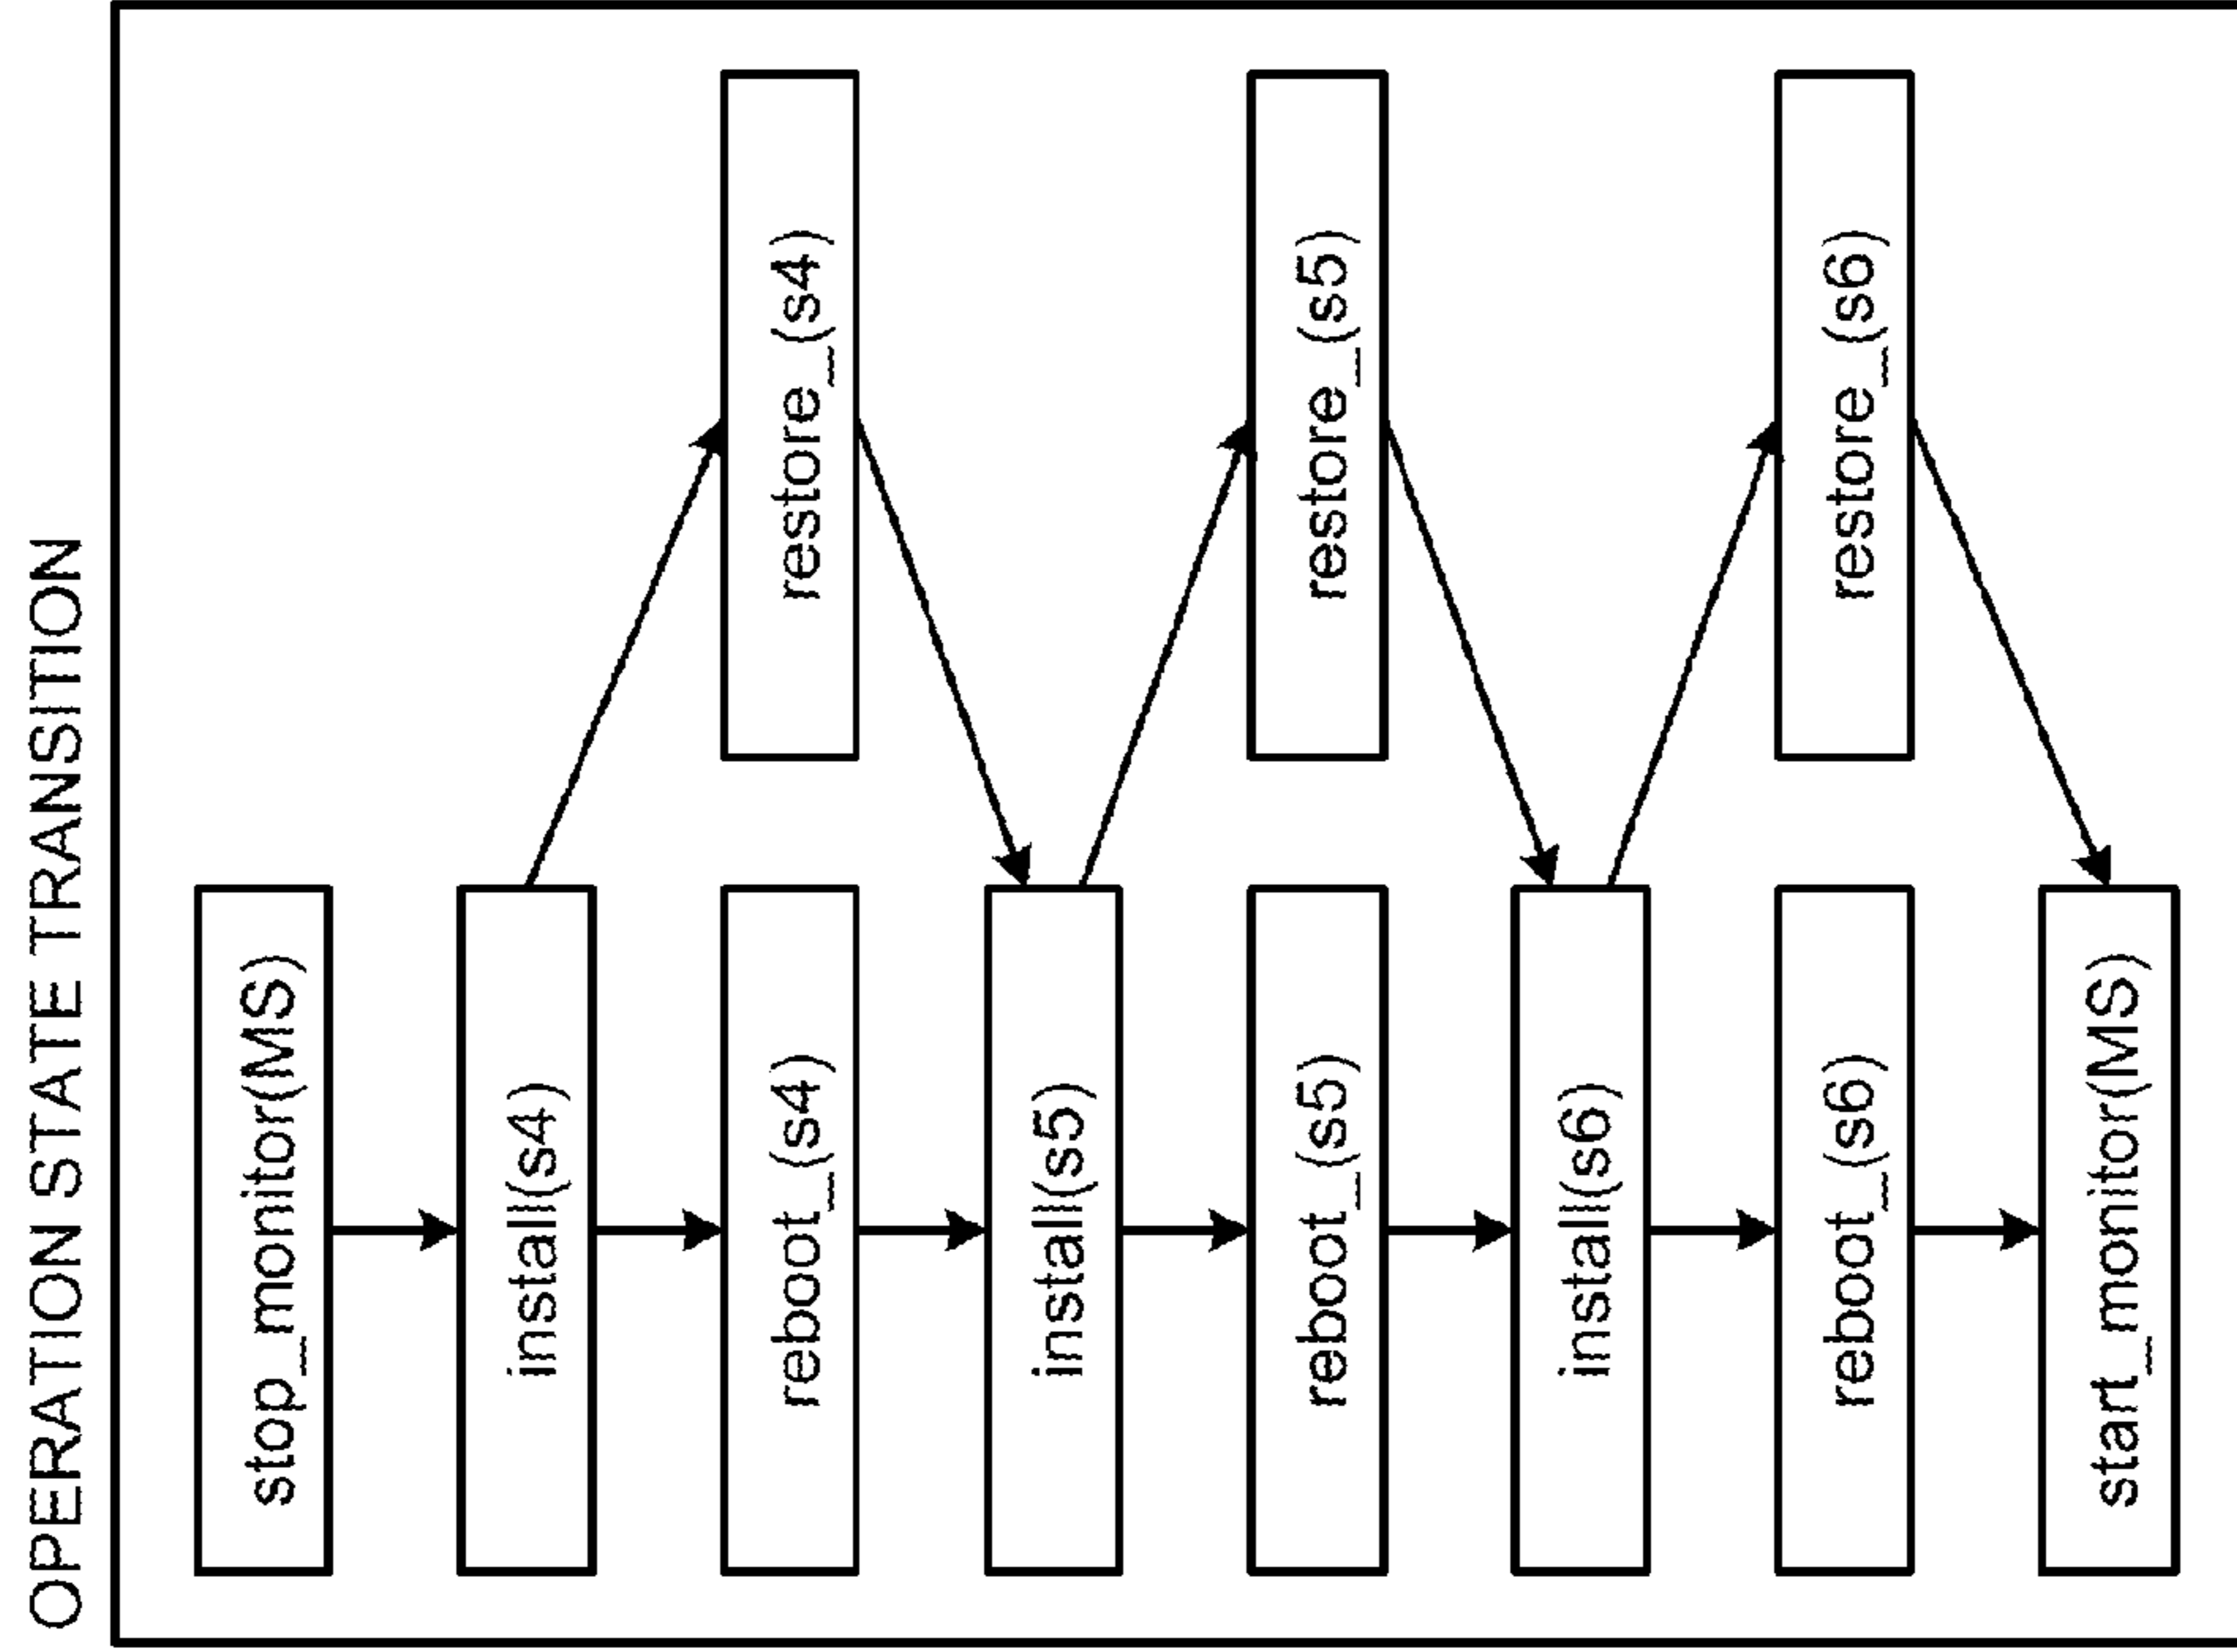 OPERATION STATE TRANSITION
stop_monitor(MS)
install(s4)
reboot_(s4)
restore_(s4)
install(s5)
reboot_(s5)
restore_(s5)
install(s6)
reboot_(s6)
restore_(s6)
start_monitor(MS)